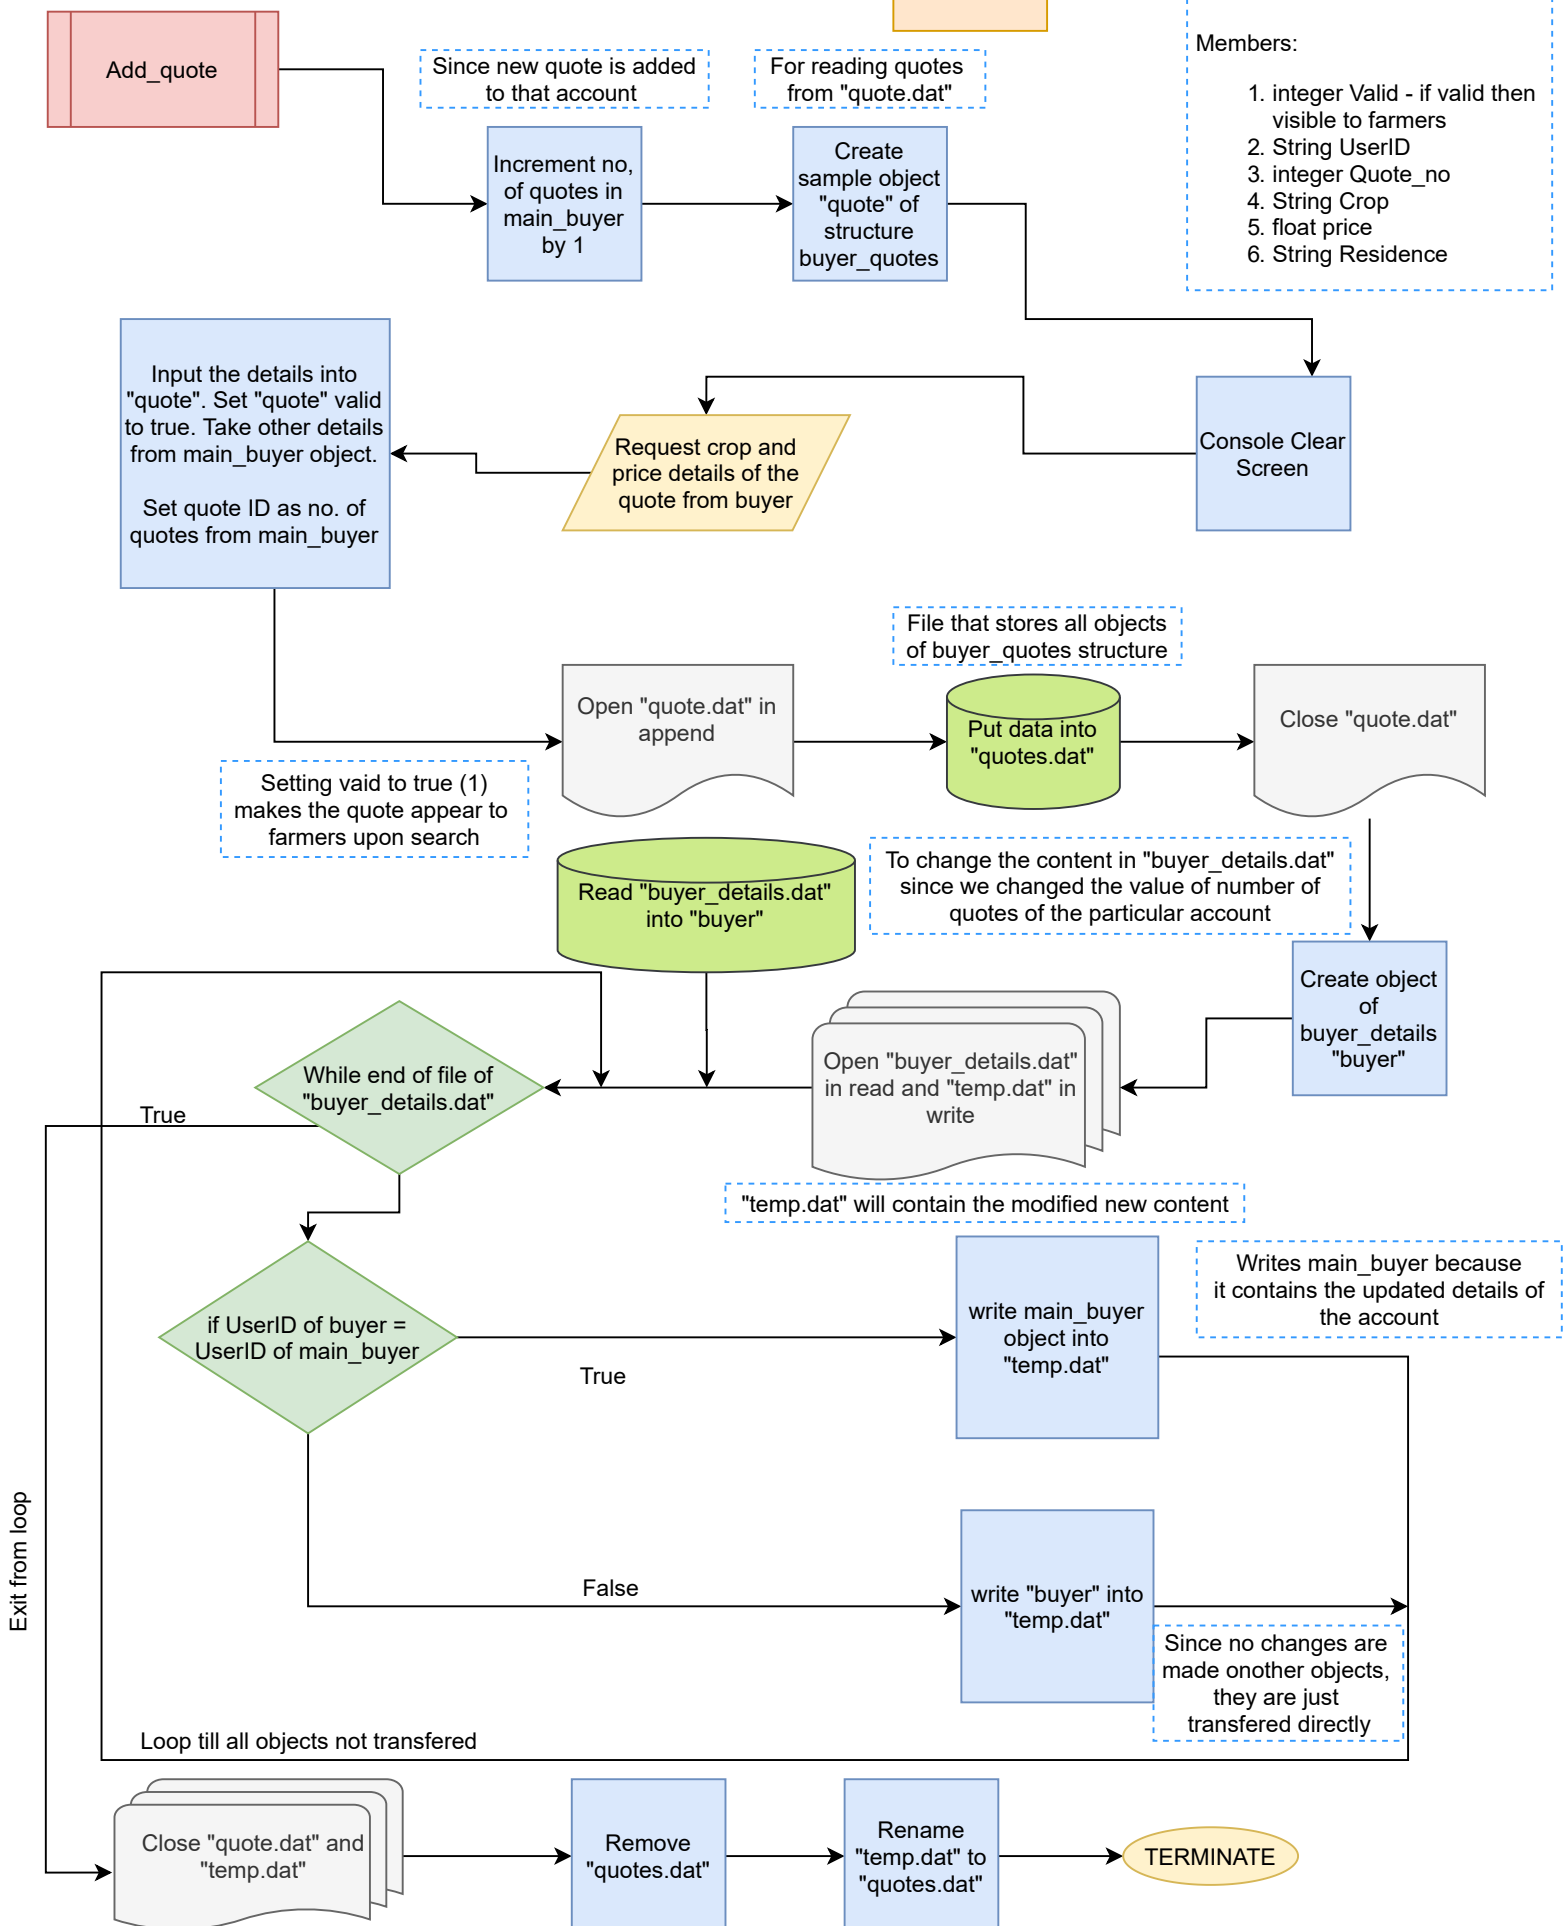 Add_quote
Since new quote is added
to that account
For reading quotes
from "quote.dat"
Members:
1. integer Valid - if valid then
visible to farmers
2. String UserID
3. integer Quote_no
4. String Crop
5. float price
6. String Residence
Increment no,
of quotes in
main_buyer
by 1
Create
sample object
"quote" of
structure
buyer_quotes
Input the details into
"quote". Set "quote" valid
to true. Take other details
from main_buyer object.
Set quote ID as no. of
quotes from main_buyer
Request crop and
price details of the
quote from buyer
Console Clear
Screen
File that stores all objects
of buyer_quotes structure
Open "quote.dat" in
append
Put data into
"quotes.dat"
Close "quote.dat"
Setting vaid to true (1)
makes the quote appear to
farmers upon search
Read "buyer_details.dat"
into "buyer"
To change the content in "buyer_details.dat"
since we changed the value of number of
quotes of the particular account
Create object
of
buyer_details
"buyer"
While end of file of
"buyer_details.dat"
Open "buyer_details.dat"
in read and "temp.dat" in
write
True
"temp.dat" will contain the modified new content
if UserID of buyer =
UserID of main_buyer
True
write main_buyer
object into
"temp.dat"
Writes main_buyer because
it contains the updated details of
the account
Exit from loop
False
write "buyer" into
"temp.dat"
Since no changes are
made onother objects,
they are just
transfered directly
Loop till all objects not transfered
Close "quote.dat" and
"temp.dat"
Remove
"quotes.dat"
Rename
"temp.dat" to
"quotes.dat"
TERMINATE